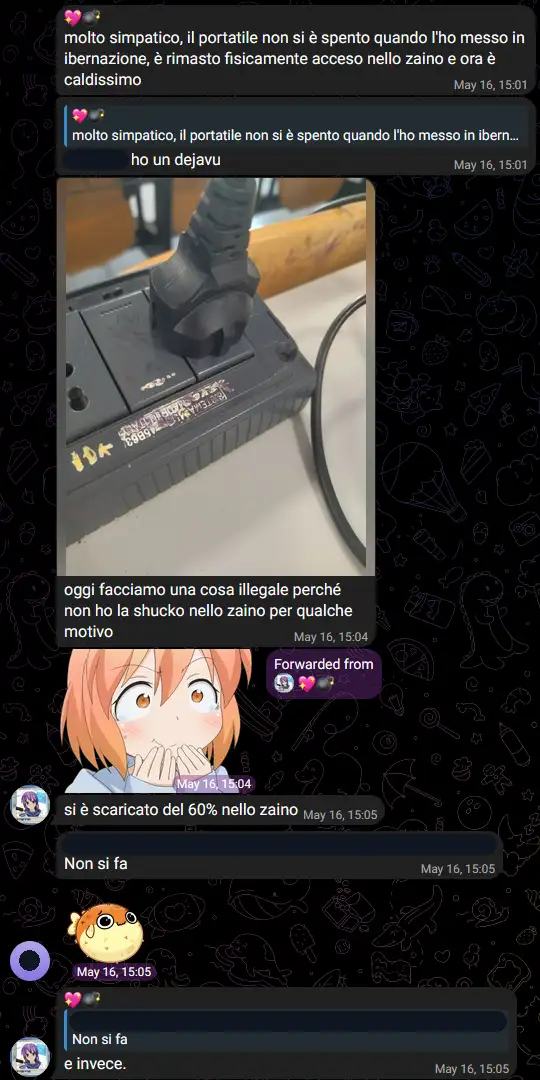 💖💣
molto simpatico, il portatile non si è spento quando l'ho messo in
ibernazione, è rimasto fisicamente acceso nello zaino e ora è
caldissimo
May 16, 15:01
💖💣
molto simpatico, il portatile non si è spento quando l'ho messo in ibern...
ho un dejavu
May 16, 15:01
IDK
A5B63
oggi facciamo una cosa illegale perché
non ho la shucko nello zaino per qualche
motivo
May 16, 15:04
Forwarded from
💖💣
May 16, 15:04
si è scaricato del 60% nello zaino
May 16, 15:05
Non si fa
May 16, 15:05
May 16, 15:05
💖💣
Non si fa
e invece.
May 16, 15:05